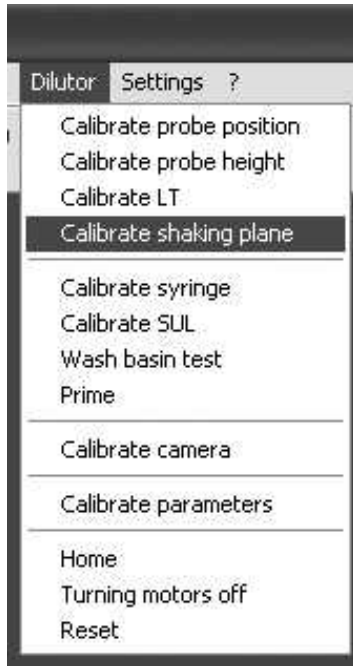 Dilutor Settings ?
Calibrate probe position
Calibrate probe height
Calibrate LT
Calibrate shaking plane
Calibrate syringe
Calibrate SUL
Wash basin test
Prime
Calibrate camera
Calibrate parameters
Home
Turning motors off
Reset